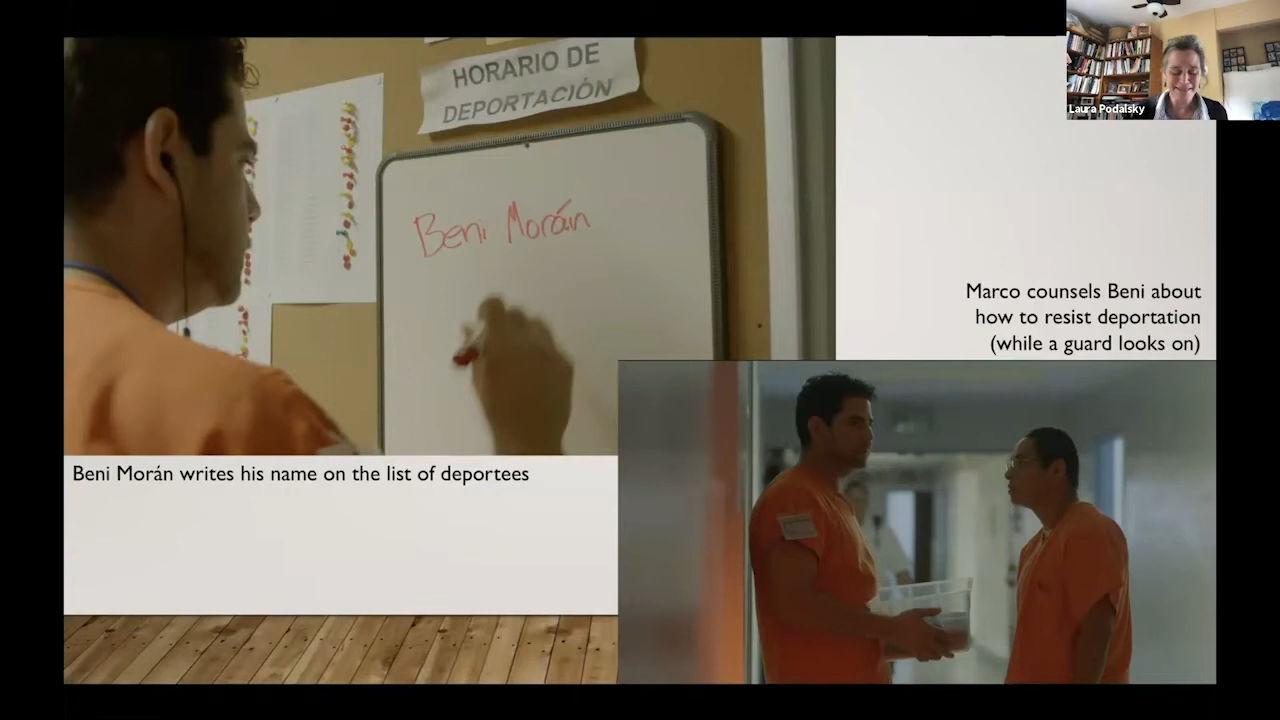 HORARIO DE
DEPORTACIÓN
Beni Moráin
Laura Podalsky
Marco counsels Beni about
how to resist deportation
(while a guard looks on)
Beni Morán writes his name on the list of deportees